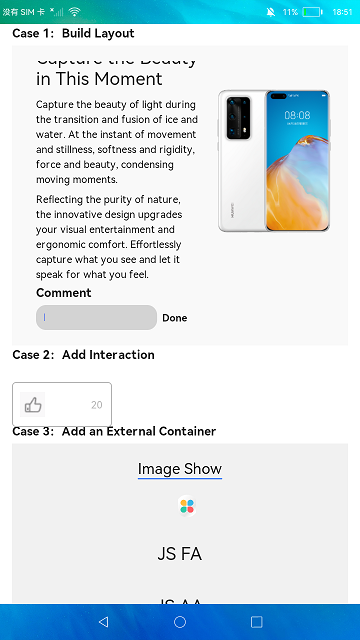 没有 SIM 卡
11%
18:51
Case 1: Build Layout
Capture the Beauty
in This Moment
Capture the beauty of light during
the transition and fusion of ice and
water. At the instant of movement
and stillness, softness and rigidity,
force and beauty, condensing
moving moments.
Reflecting the purity of nature,
the innovative design upgrades
your visual entertainment and
ergonomic comfort. Effortlessly
capture what you see and let it
speak for what you feel.
08:08
HUAWEI
Comment
Done
Case 2: Add Interaction
20
Case 3: Add an External Container
Image Show
JS FA
JS AA